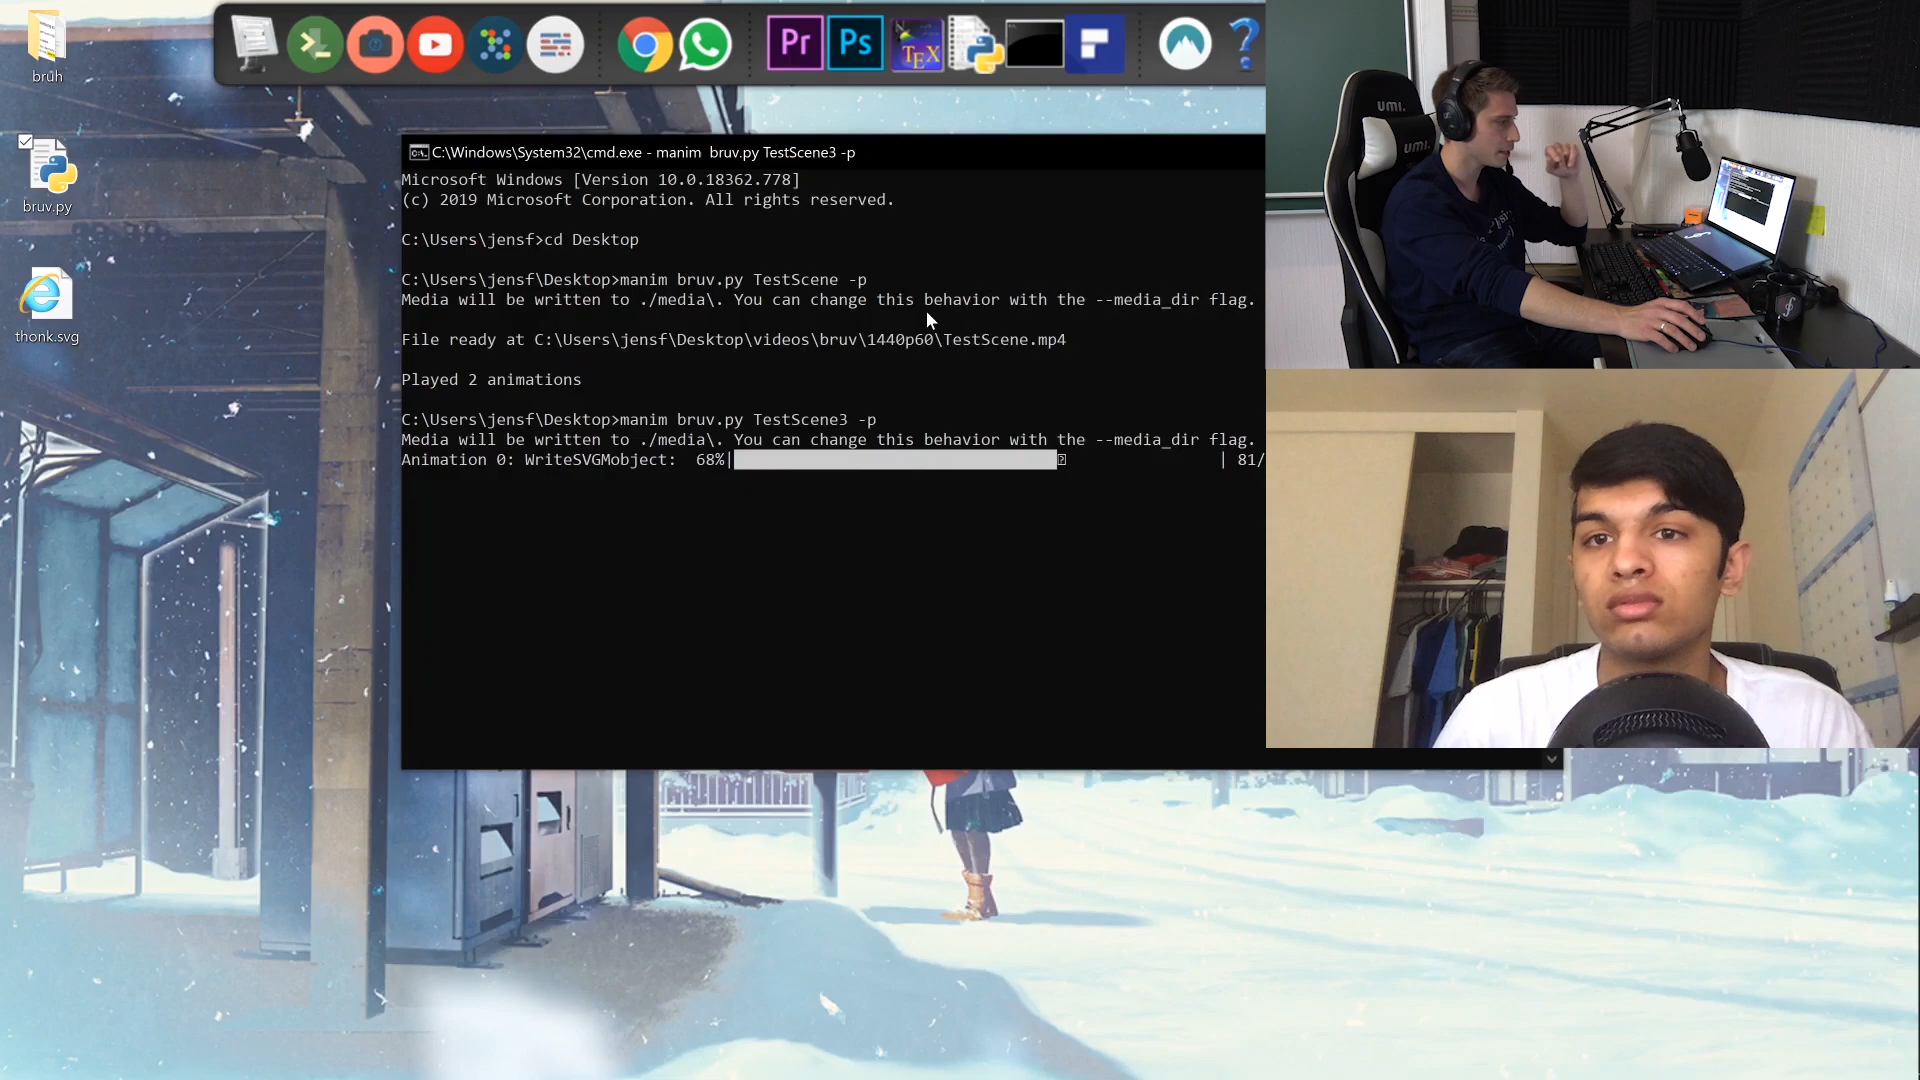 brûh
bruv.py
thonk.svg
Pr
Ps
TEX
C:\Windows\System32\cmd.exe - manim  bruv.py TestScene3 -p
Microsoft Windows [Version 10.0.18362.778]
(c) 2019 Microsoft Corporation. All rights reserved.
C:\Users\jensf>cd Desktop
C:\Users\jensf\Desktop>manim bruv.py TestScene -p
Media will be written to ./media\. You can change this behavior with the --media_dir flag.
File ready at C:\Users\jensf\Desktop\videos\bruv\1440p60\TestScene.mp4
Played 2 animations
C:\Users\jensf\Desktop>manim bruv.py TestScene3 -p
Media will be written to ./media\. You can change this behavior with the --media_dir flag.
Animation 0: WriteSVGMobject:  68%| | 81/
UMI.
UMI.